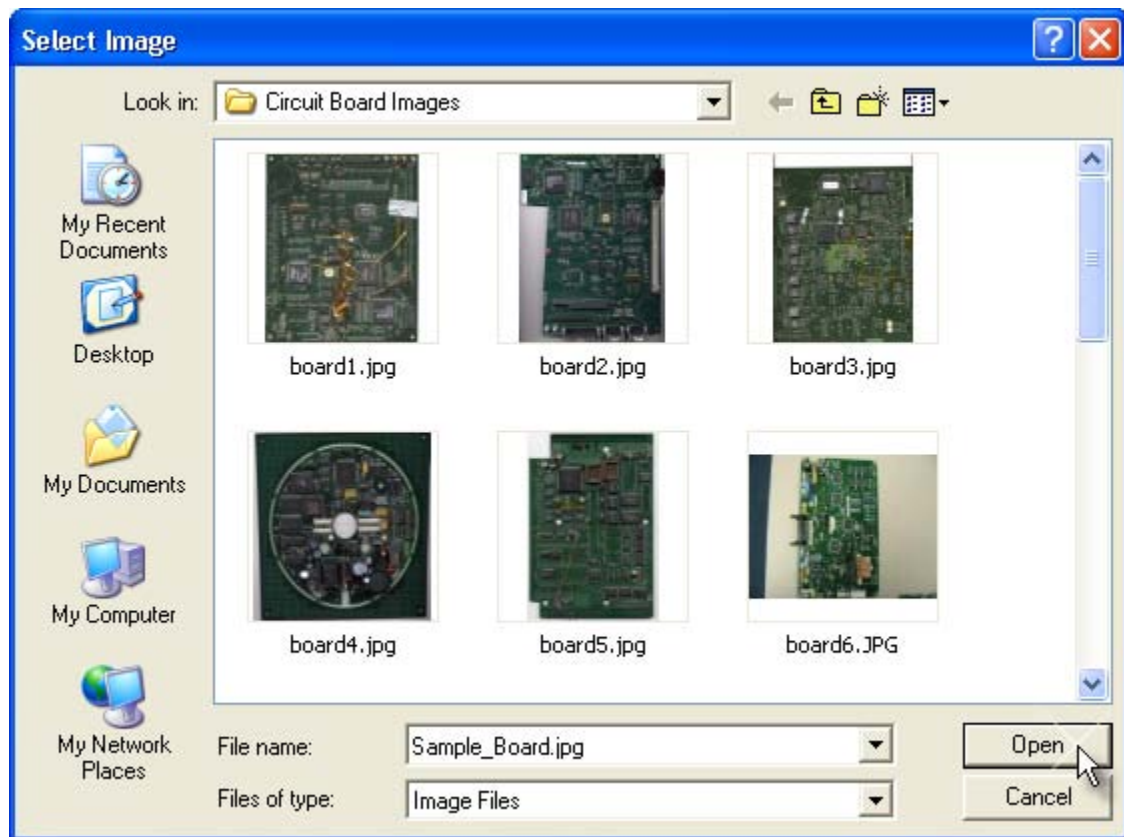 Select Image
Look in: Circuit Board Images
My Recent
Documents
Desktop
My Documents
My Computer
My Network
Places
board1.jpg board2.jpg board3.jpg
board4.jpg board5.jpg board6.JPG
File name: Sample_Board.jpg Open
Files of type: Image Files Cancel